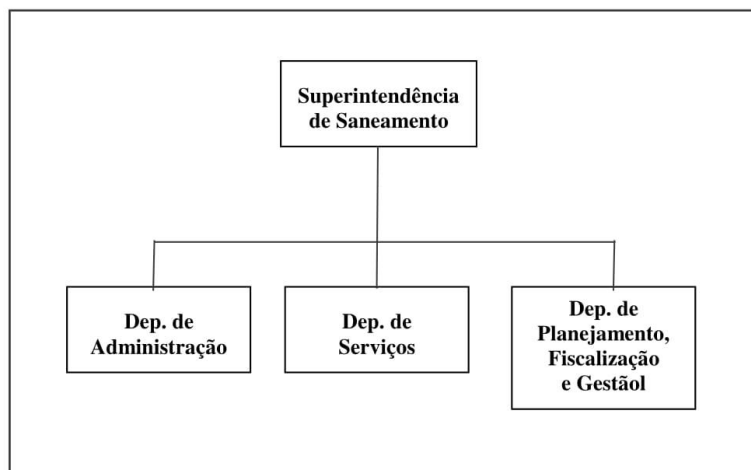 Superintendência
de Saneamento
Dep. de
Administração
Dep. de
Serviços
Dep. de
Planejamento,
Fiscalização
e Gestãol